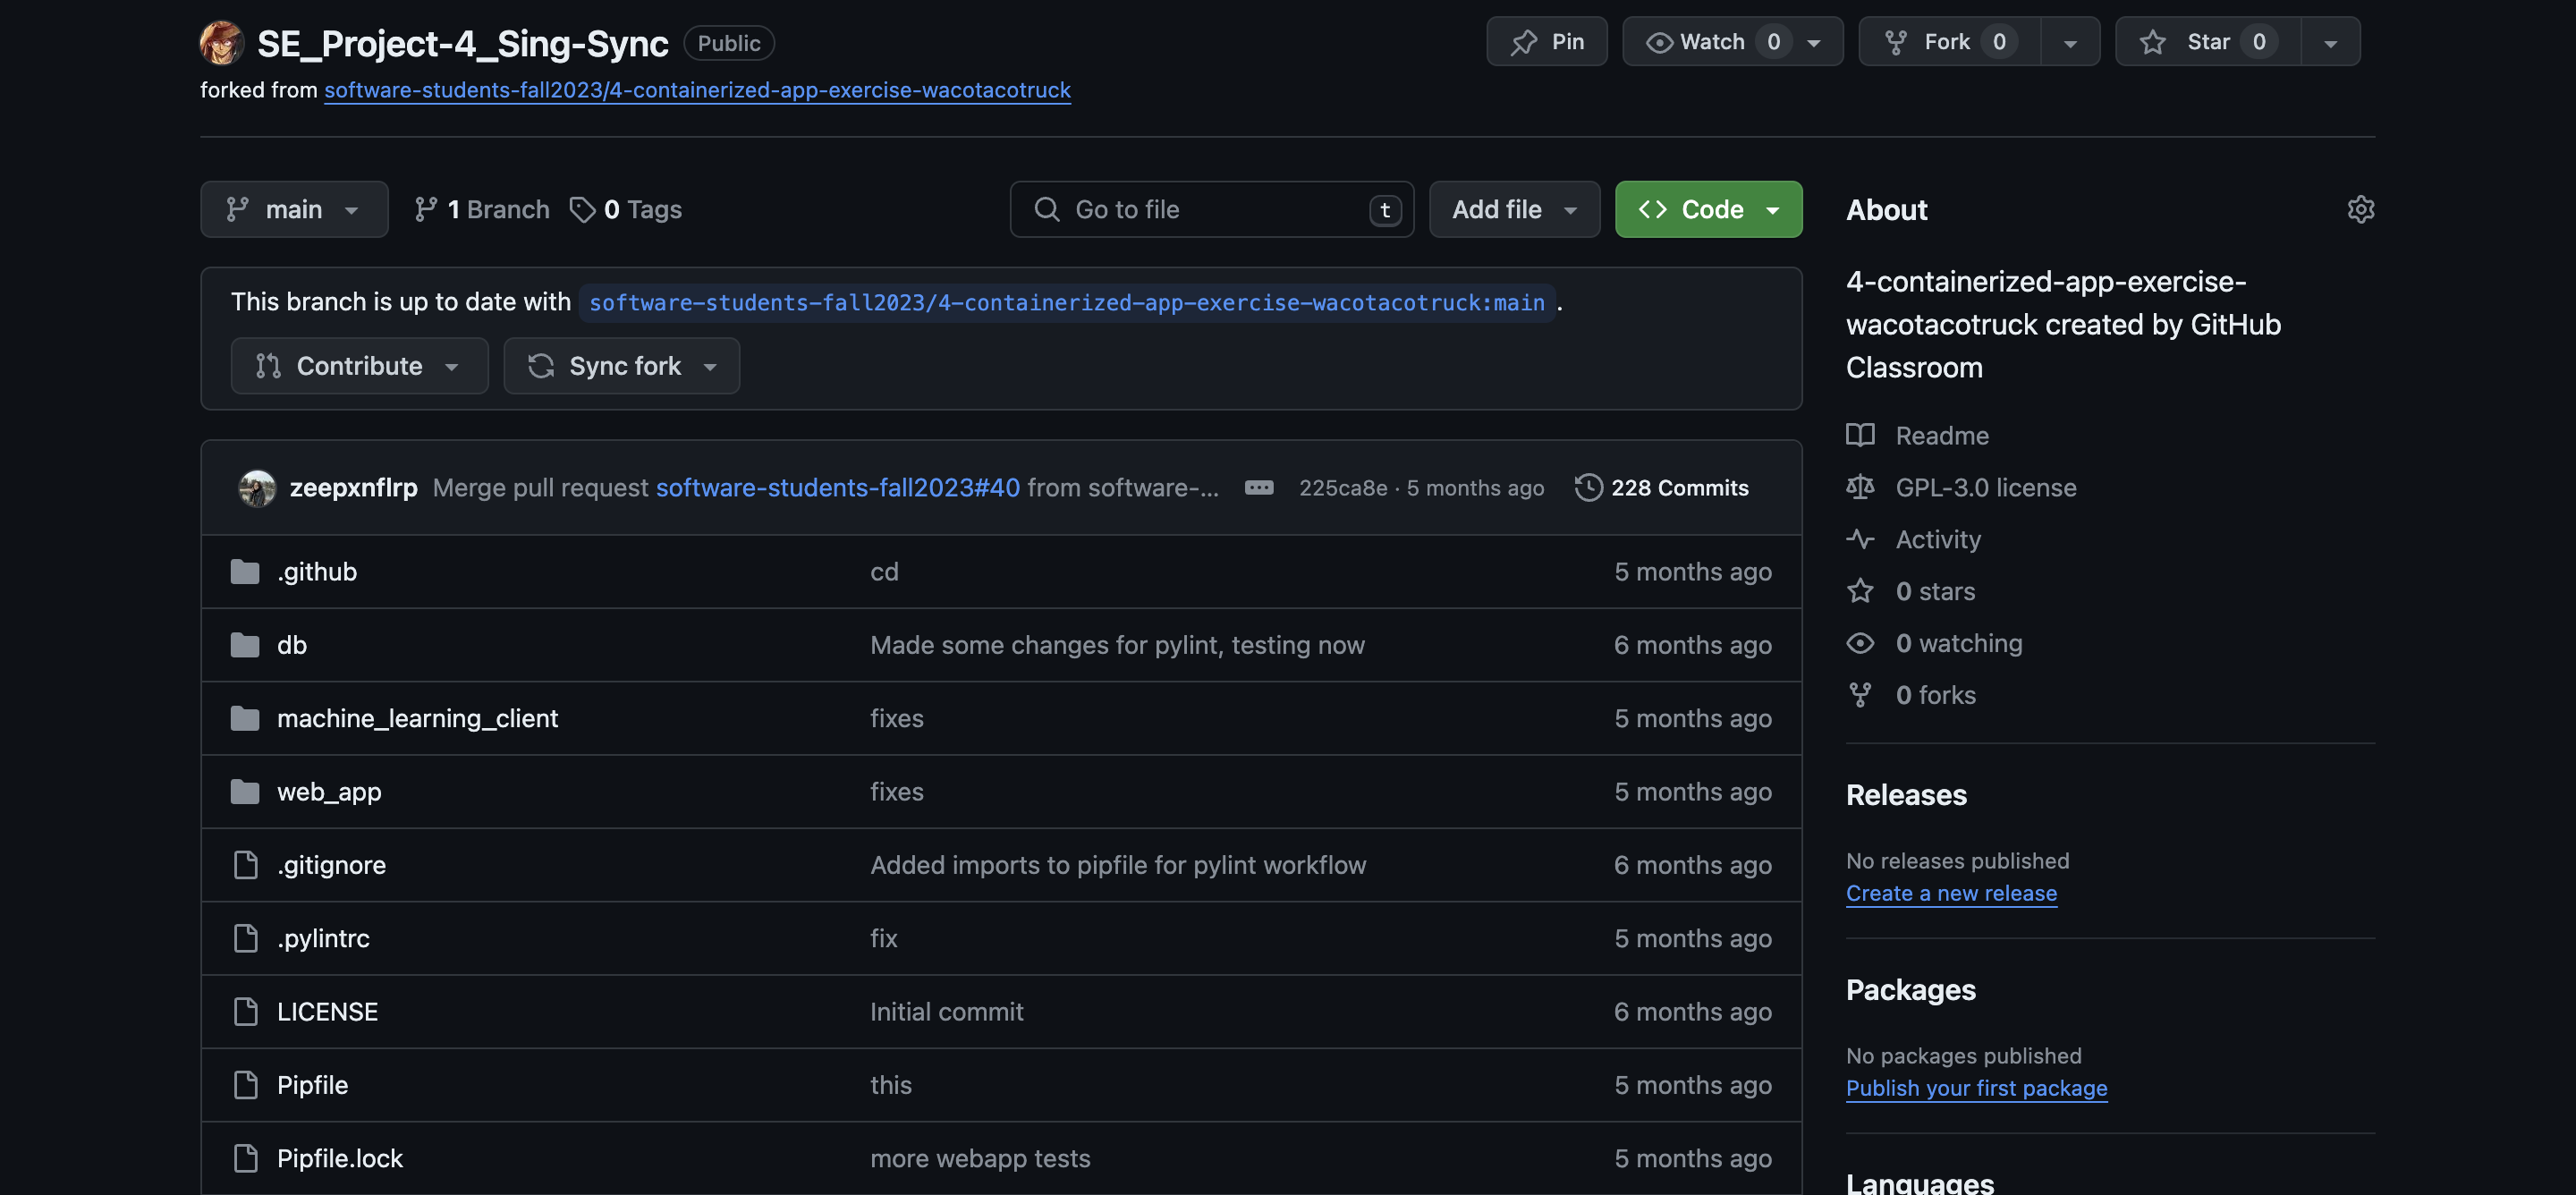 SE_Project-4_Sing-Sync Public
Pin
Watch 0
Fork 0
Star 0
forked from software-students-fall2023/4-containerized-app-exercise-wacotacotruck
main
1 Branch
0 Tags
Go to file t
Add file
<> Code
This branch is up to date with software-students-fall2023/4-containerized-app-exercise-wacotacotruck:main .
Contribute
Sync fork
zeepxnflrp Merge pull request software-students-fall2023#40 from software-... 225ca8e · 5 months ago 228 Commits
.github cd 5 months ago
db Made some changes for pylint, testing now 6 months ago
machine_learning_client fixes 5 months ago
web_app fixes 5 months ago
.gitignore Added imports to pipfile for pylint workflow 6 months ago
.pylintrc fix 5 months ago
LICENSE Initial commit 6 months ago
Pipfile this 5 months ago
Pipfile.lock more webapp tests 5 months ago
About
4-containerized-app-exercise-
wacotacotruck created by GitHub
Classroom
Readme
GPL-3.0 license
Activity
0 stars
0 watching
0 forks
Releases
No releases published
Create a new release
Packages
No packages published
Publish your first package
Languages